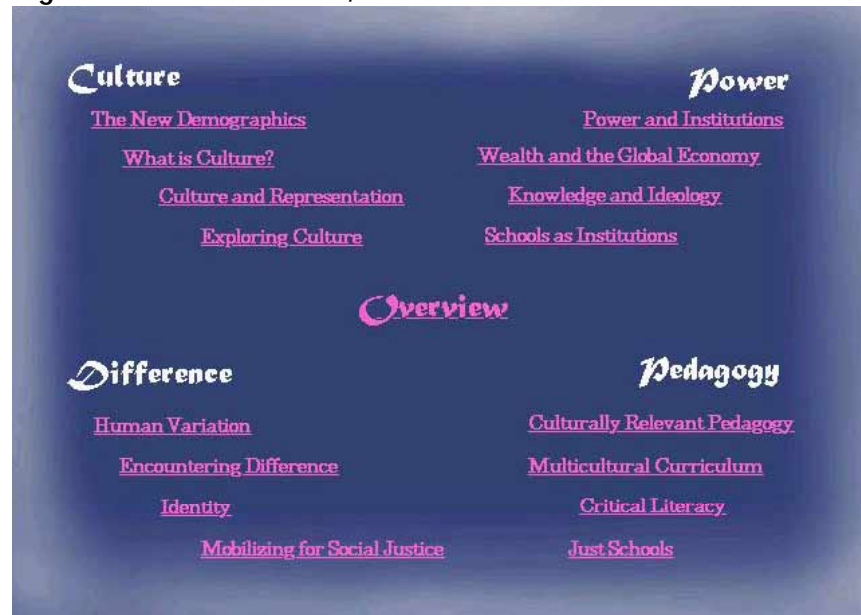 Culture
The New Demographics
What is Culture?
Culture and Representation
Exploring Culture
Power
Power and Institutions
Wealth and the Global Economy
Knowledge and Ideology
Schools as Institutions
Overview
Difference
Human Variation
Encountering Difference
Identity
Mobilizing for Social Justice
Pedagogy
Culturally Relevant Pedagogy
Multicultural Curriculum
Critical Literacy
Just Schools